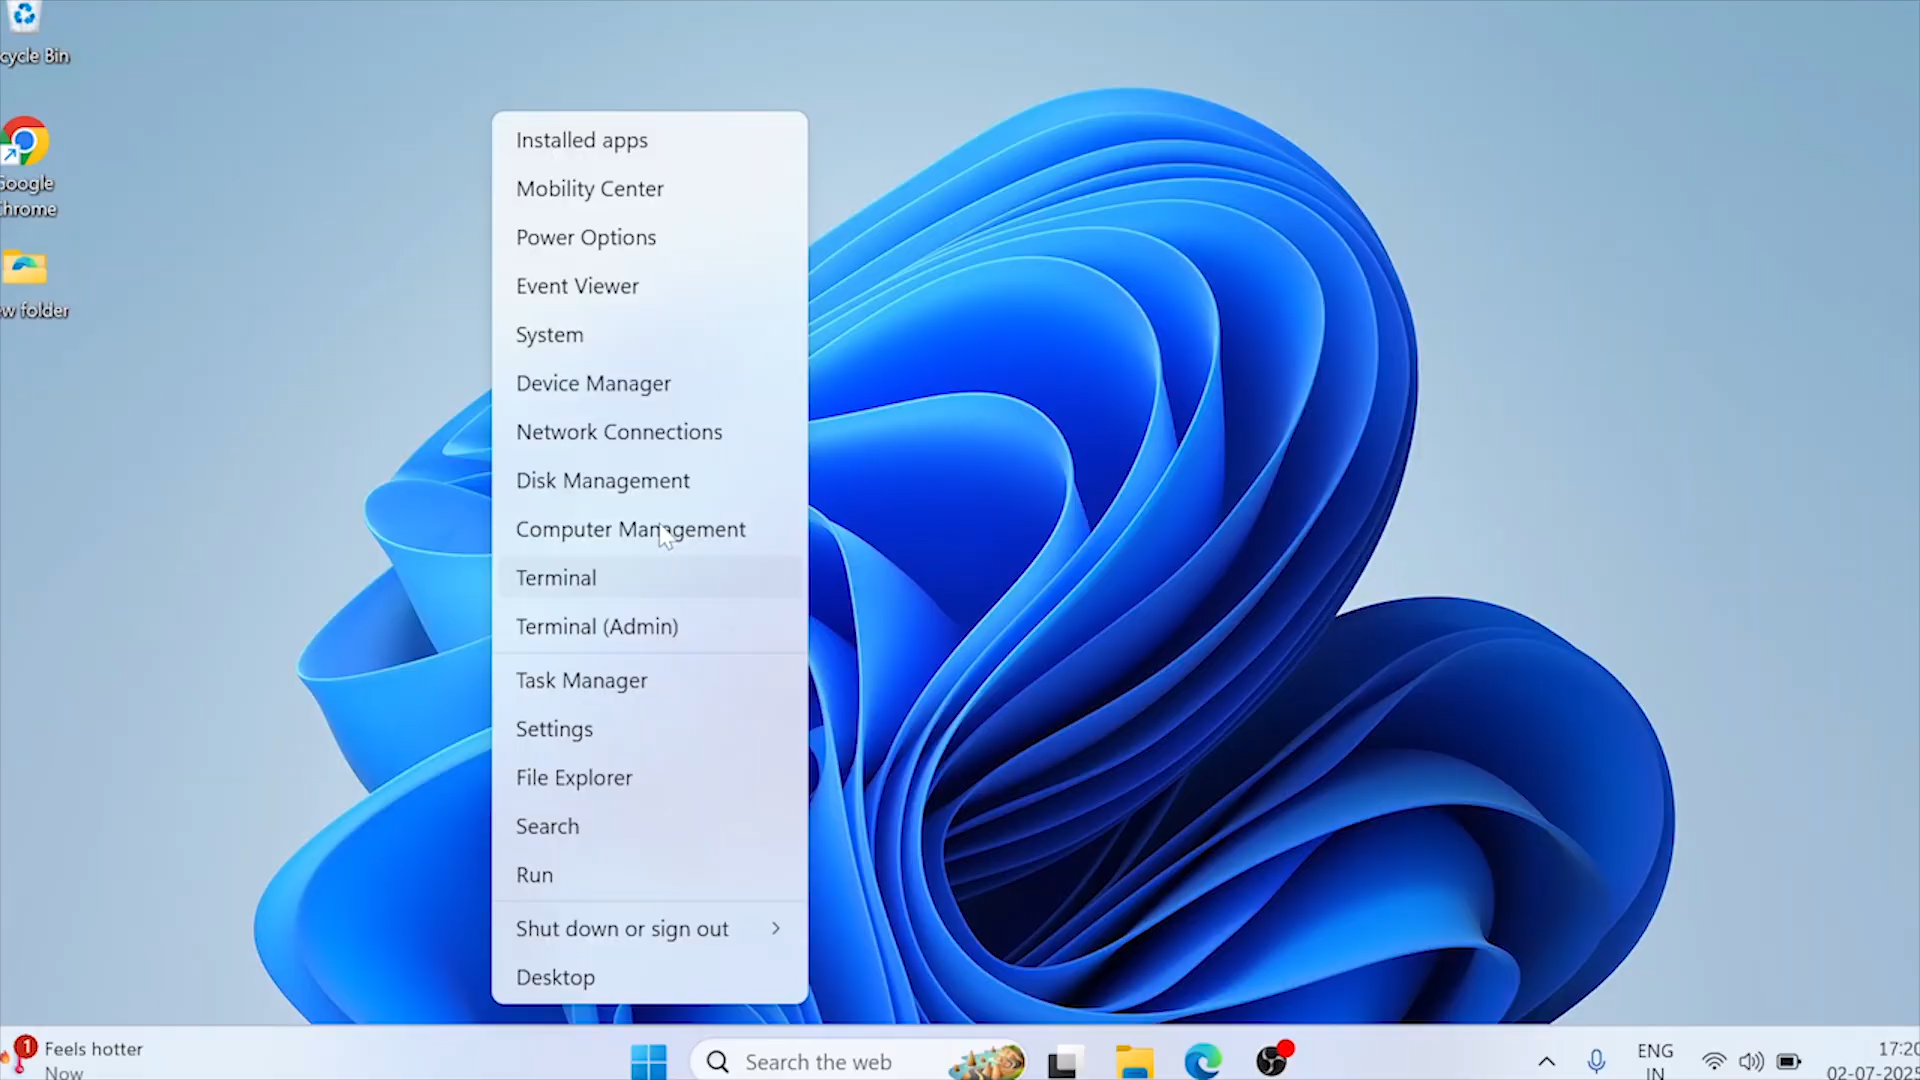 cycle Bin
Google
Chrome
w folder
Installed apps
Mobility Center
Power Options
Event Viewer
System
Device Manager
Network Connections
Disk Management
Computer Management
Terminal
Terminal (Admin)
Task Manager
Settings
File Explorer
Search
Run
Shut down or sign out
Desktop
1
Feels hotter
Now
Search the web
ENG
IN
17:20
02-07-2025